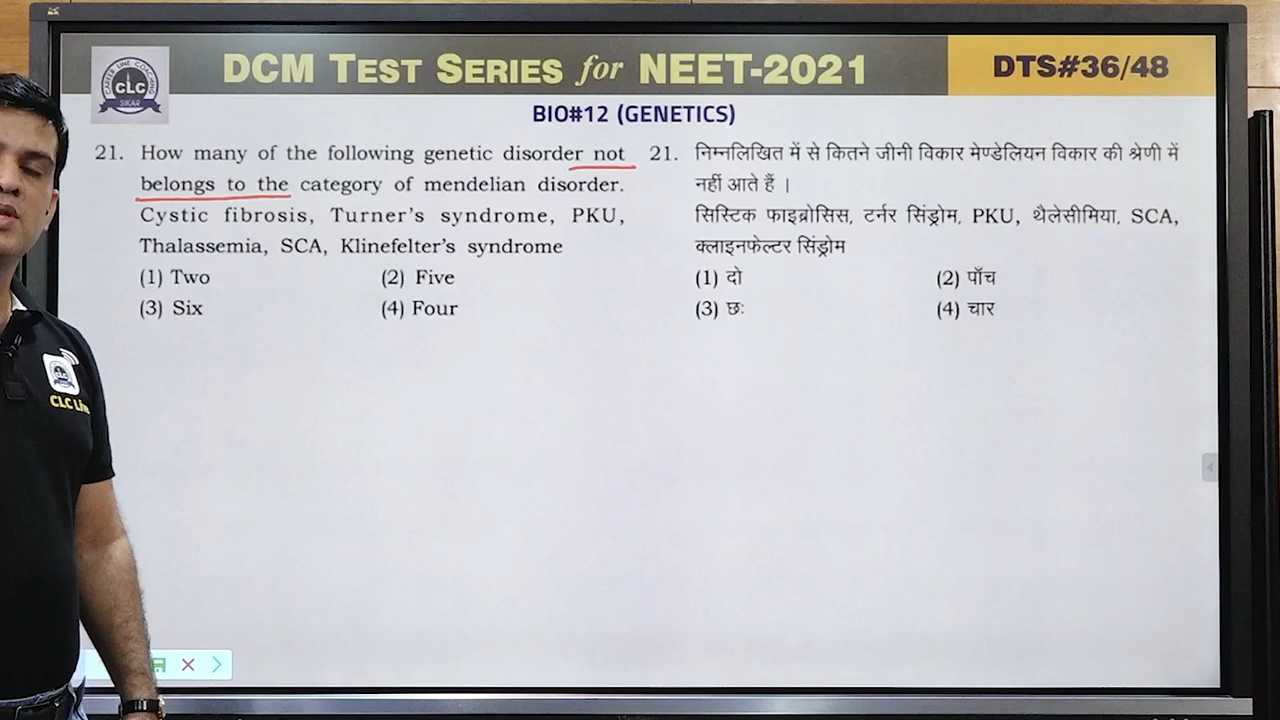 DCM TEST SERIES for NEET-2021
DTS#36/48
CLC
SIKAR
BIO#12 (GENETICS)
21. How many of the following genetic disorder not
belongs to the category of mendelian disorder.
Cystic fibrosis, Turner's syndrome, PKU,
Thalassemia, SCA, Klinefelter's syndrome
(1) Two (2) Five
(3) Six (4) Four
21. निम्नलिखित में से कितने जीनी विकार मेण्डेलियन विकार की श्रेणी में
नहीं आते हैं ।
सिस्टिक फाइब्रोसिस, टर्नर सिंड्रोम, PKU, थैलेसीमिया, SCA,
क्लाइनफेल्टर सिंड्रोम
(1) दो (2) पाँच
(3) छः (4) चार